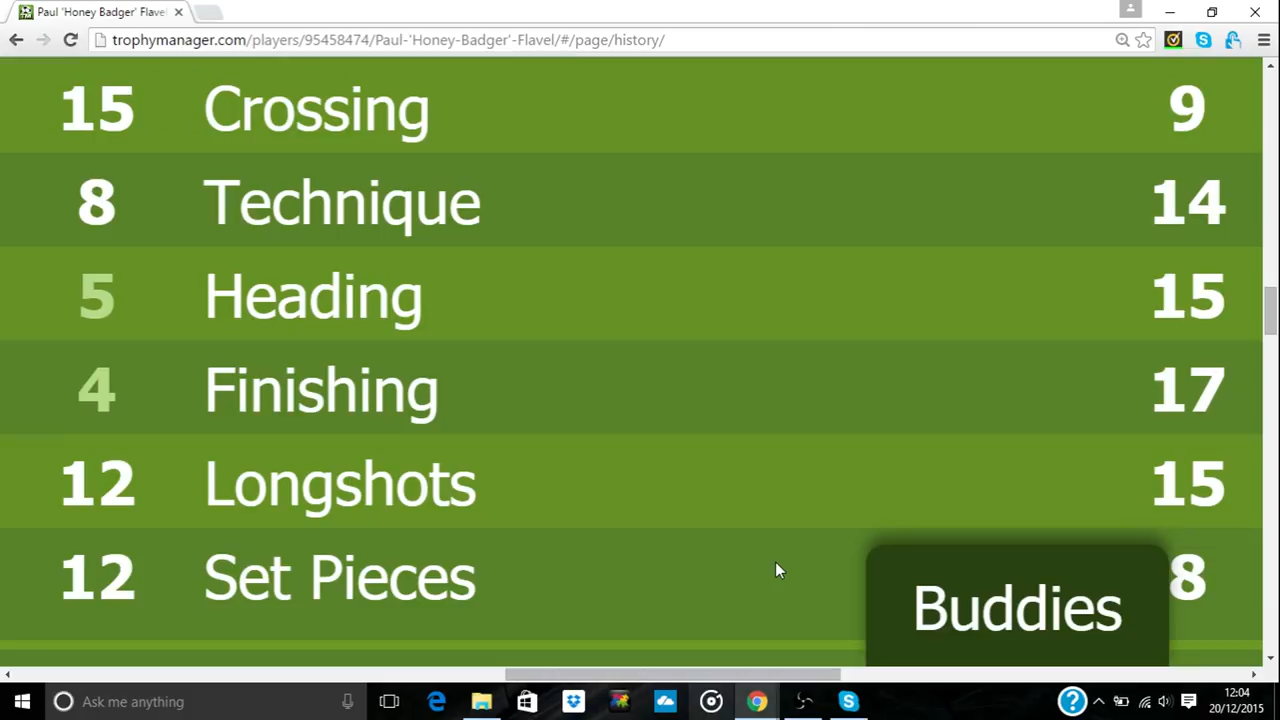 Paul 'Honey Badger' Flavel
trophymanager.com/players/95458474/Paul-'Honey-Badger'-Flavel/#/page/history/
15 Crossing 9
8 Technique 14
5 Heading 15
4 Finishing 17
12 Longshots 15
12 Set Pieces 8
Buddies
Ask me anything
12:04
20/12/2015